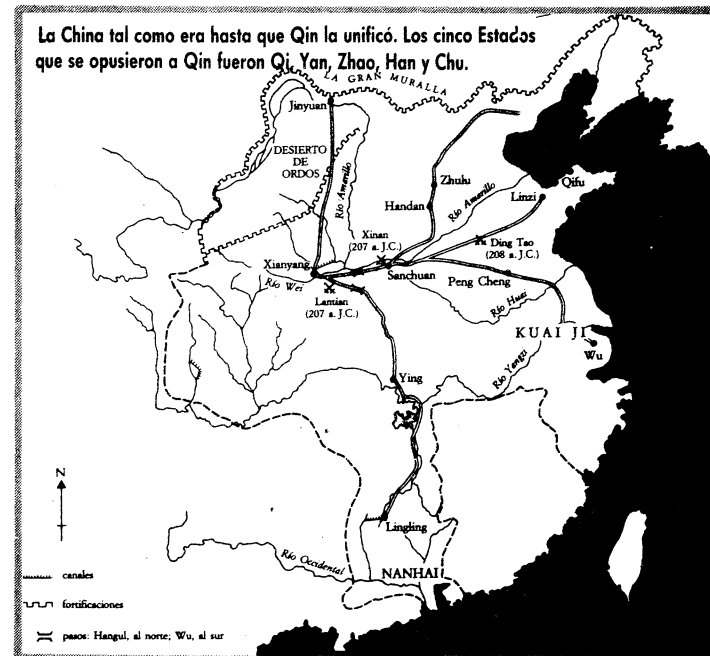 La China tal como era hasta que Qin la unificó. Los cinco Estados
que se opusieron a Qin fueron Qi, Yan, Zhao, Han y Chu.
LA GRAN MURALLA
Jinyuan
DESIERTO
DE
ORDOS
Río Amarillo
Zhulu
Handan
Río Amarillo
Qifu
Linzi
Xinan
(207 a. J.C.)
Ding Tao
(208 a. J.C.)
Xianyang
Sanchuan
Río Wei
Lantian
(207 a. J.C.)
Peng Cheng
Río Huai
KUAI JI
Wu
Río Yangzi
Ying
N
Lingling
Río Occidental
NANHAI
canales
fortificaciones
pasos: Hangul, al norte; Wu, al sur